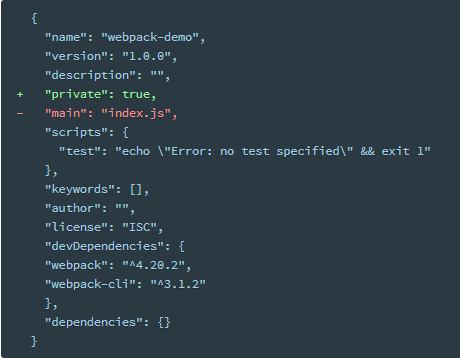 {
"name": "webpack-demo",
"version": "1.0.0",
"description": "",
+ "private": true,
- "main": "index.js",
"scripts": {
"test": "echo \"Error: no test specified\" && exit 1"
},
"keywords": [],
"author": "",
"license": "ISC",
"devDependencies": {
"webpack": "^4.20.2",
"webpack-cli": "^3.1.2"
},
"dependencies": {}
}